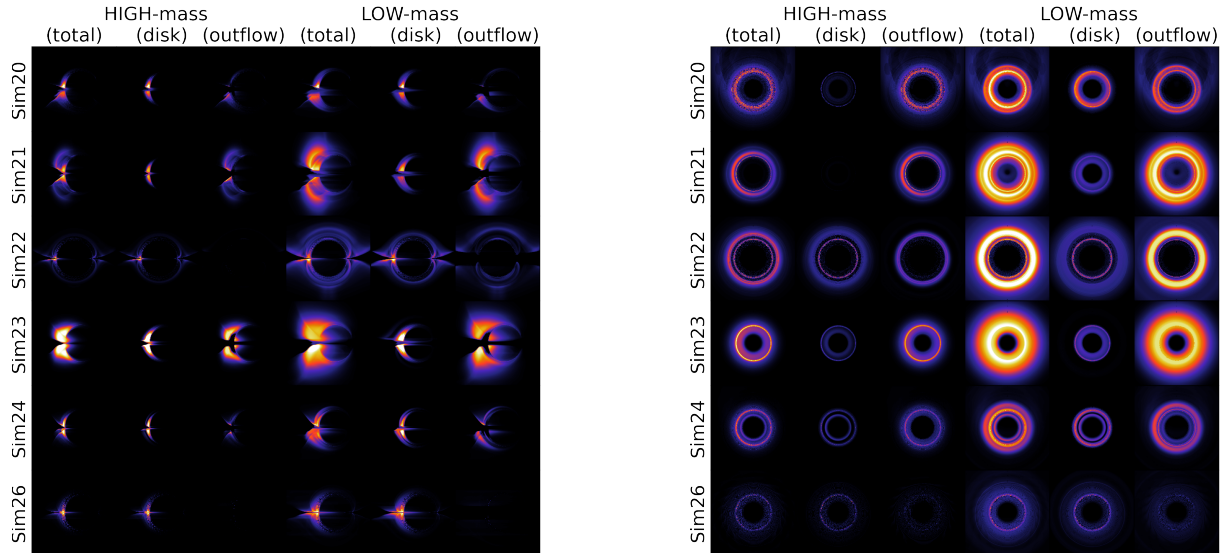 HIGH-mass LOW-mass
(total) (disk) (outflow) (total) (disk) (outflow)
Sim20
Sim21
Sim22
Sim23
Sim24
Sim26
HIGH-mass LOW-mass
(total) (disk) (outflow) (total) (disk) (outflow)
Sim20
Sim21
Sim22
Sim23
Sim24
Sim26